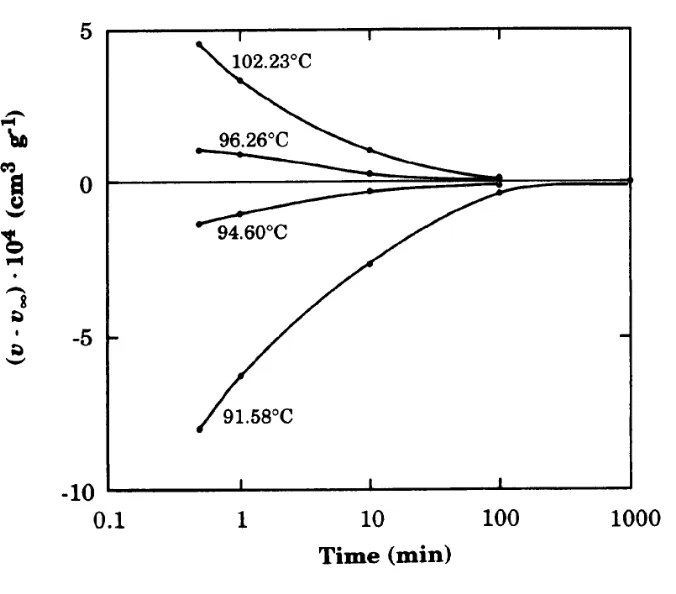 5
102.23°C
96.26°C
0
94.60°C
-5
91.58°C
-10
0.1 1 10 100 1000
Time (min)
(v - v∞) · 10⁴ (cm³ g⁻¹)